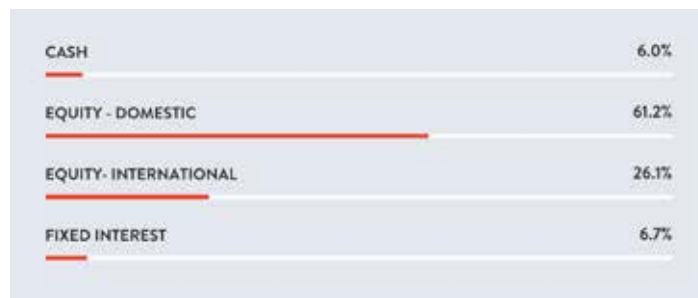 CASH 6.0%
EQUITY - DOMESTIC 61.2%
EQUITY- INTERNATIONAL 26.1%
FIXED INTEREST 6.7%